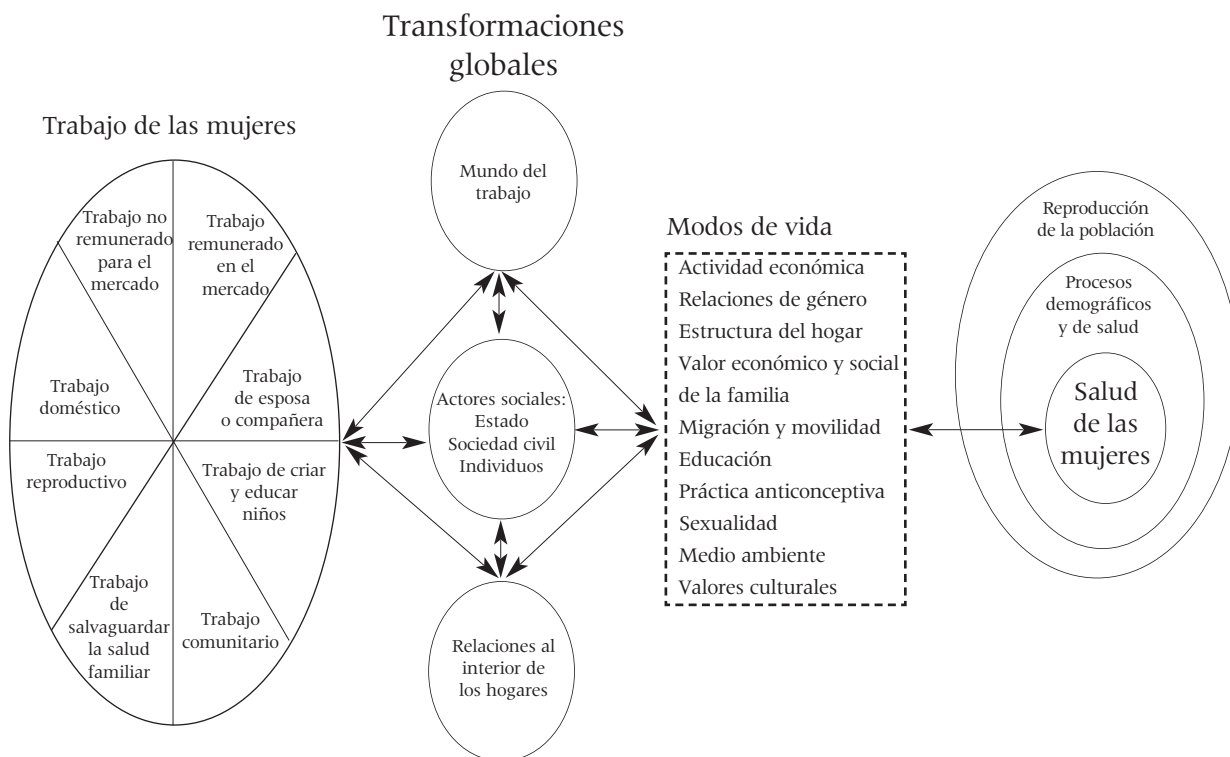 Transformaciones
globales
Trabajo de las mujeres
Trabajo no
remunerado
para el
mercado
Trabajo
remunerado
en el
mercado
Trabajo
doméstico
Trabajo
de esposa
o compañera
Trabajo
reproductivo
Trabajo de criar
y educar
niños
Trabajo
de
salvaguardar
la salud
familiar
Trabajo
comunitario
Mundo del
trabajo
Actores sociales:
Estado
Sociedad civil
Individuos
Relaciones al
interior de
los hogares
Modos de vida
Actividad económica
Relaciones de género
Estructura del hogar
Valor económico y social
de la familia
Migración y movilidad
Educación
Práctica anticonceptiva
Sexualidad
Medio ambiente
Valores culturales
Reproducción
de la población
Procesos
demográficos
y de salud
Salud
de las
mujeres